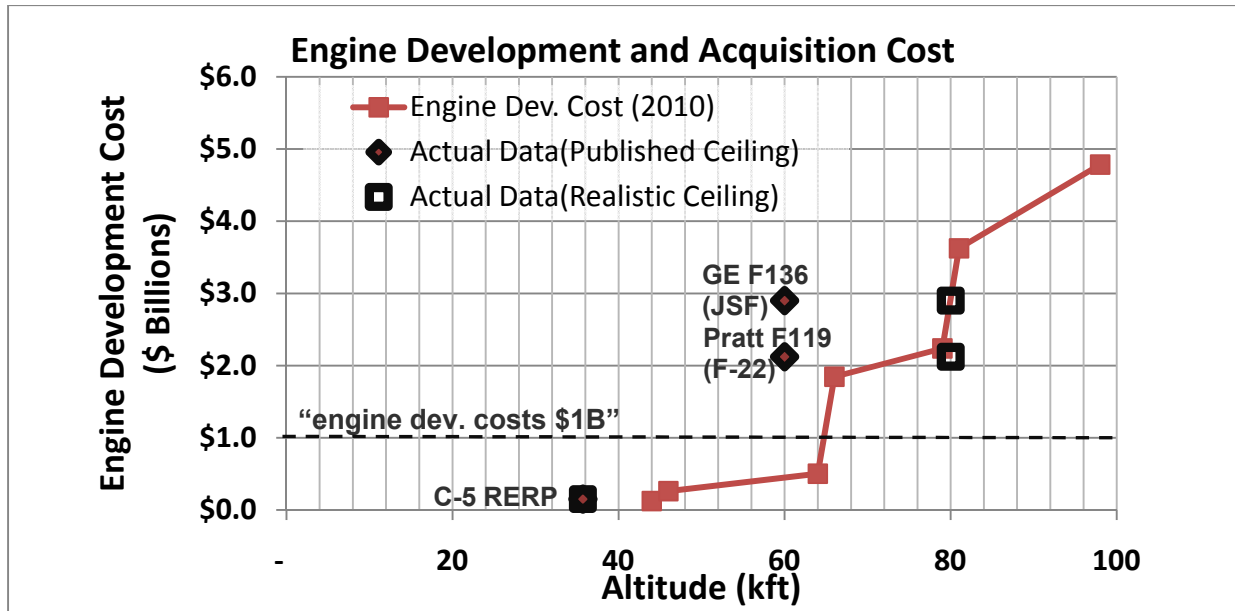 Engine Development and Acquisition Cost
Engine Development Cost
($ Billions)
$6.0
$5.0
$4.0
$3.0
$2.0
$1.0
$0.0
Engine Dev. Cost (2010)
Actual Data(Published Ceiling)
Actual Data(Realistic Ceiling)
GE F136
(JSF)
Pratt F119
(F-22)
“engine dev. costs $1B”
C-5 RERP
-
20
40
60
80
100
Altitude (kft)